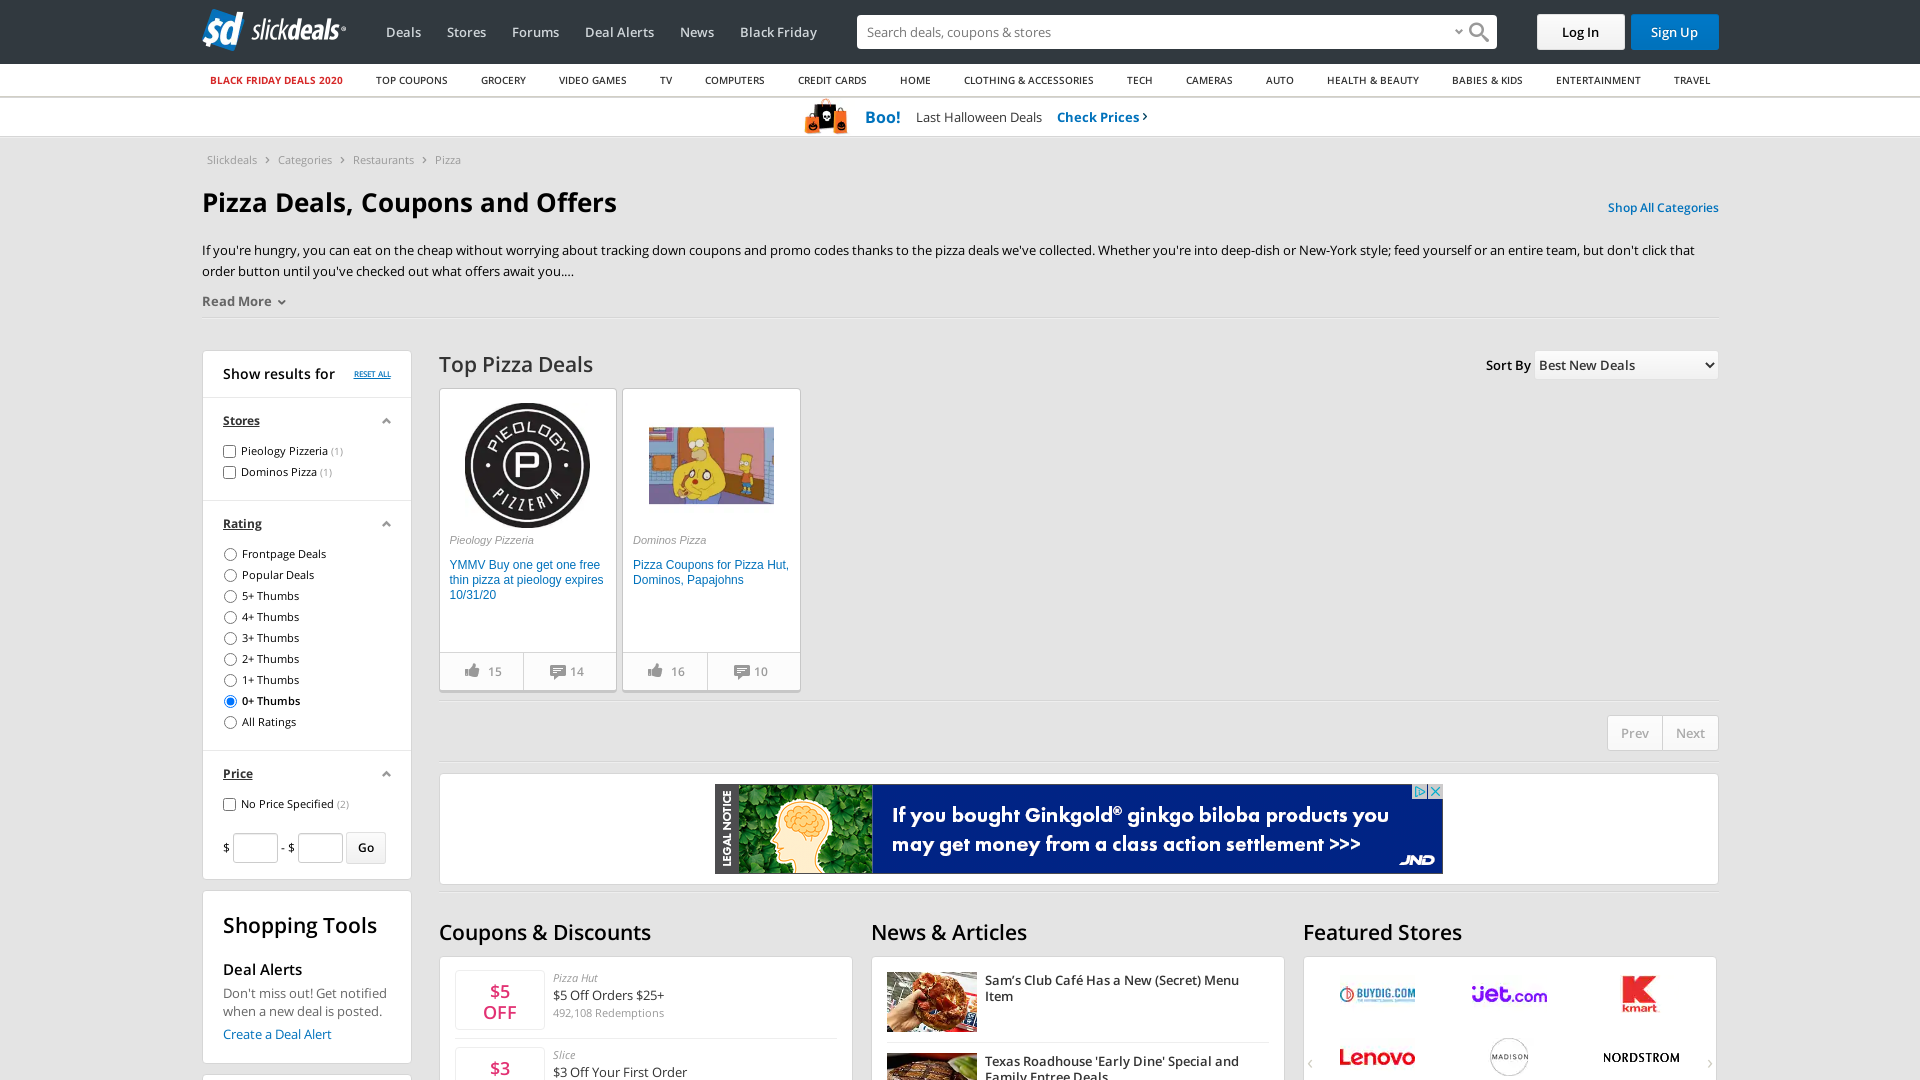 slickdeals
Deals
Stores
Forums
Deal Alerts
News
Black Friday
Search deals, coupons & stores
Log In
Sign Up
BLACK FRIDAY DEALS 2020
TOP COUPONS
GROCERY
VIDEO GAMES
TV
COMPUTERS
CREDIT CARDS
HOME
CLOTHING & ACCESSORIES
TECH
CAMERAS
AUTO
HEALTH & BEAUTY
BABIES & KIDS
ENTERTAINMENT
TRAVEL
Boo! Last Halloween Deals Check Prices
Slickdeals > Categories > Restaurants > Pizza
Pizza Deals, Coupons and Offers
Shop All Categories
If you're hungry, you can eat on the cheap without worrying about tracking down coupons and promo codes thanks to the pizza deals we've collected. Whether you're into deep-dish or New-York style; feed yourself or an entire team, but don't click that
order button until you've checked out what offers await you....
Read More
Show results for
RESET ALL
Stores
Pieology Pizzeria (1)
Dominos Pizza (1)
Rating
Frontpage Deals
Popular Deals
5+ Thumbs
4+ Thumbs
3+ Thumbs
2+ Thumbs
1+ Thumbs
0+ Thumbs
All Ratings
Price
No Price Specified (2)
$ - $ Go
Shopping Tools
Deal Alerts
Don't miss out! Get notified
when a new deal is posted.
Create a Deal Alert
Top Pizza Deals
Sort By Best New Deals
PIEOLOGY
P
PIZZERIA
Pieology Pizzeria
YMMV Buy one get one free
thin pizza at pieology expires
10/31/20
15
14
Dominos Pizza
Pizza Coupons for Pizza Hut,
Dominos, Papajohns
16
10
Prev
Next
LEGAL NOTICE
If you bought Ginkgold® ginkgo biloba products you
may get money from a class action settlement >>>
JND
Coupons & Discounts
$5
OFF
Pizza Hut
$5 Off Orders $25+
492,108 Redemptions
$3
Slice
$3 Off Your First Order
News & Articles
Sam's Club Café Has a New (Secret) Menu
Item
Texas Roadhouse 'Early Dine' Special and
Family Entree Deals
Featured Stores
BUYDIG.COM
Jet.com
K
kmart
Lenovo
MADISON
NORDSTROM